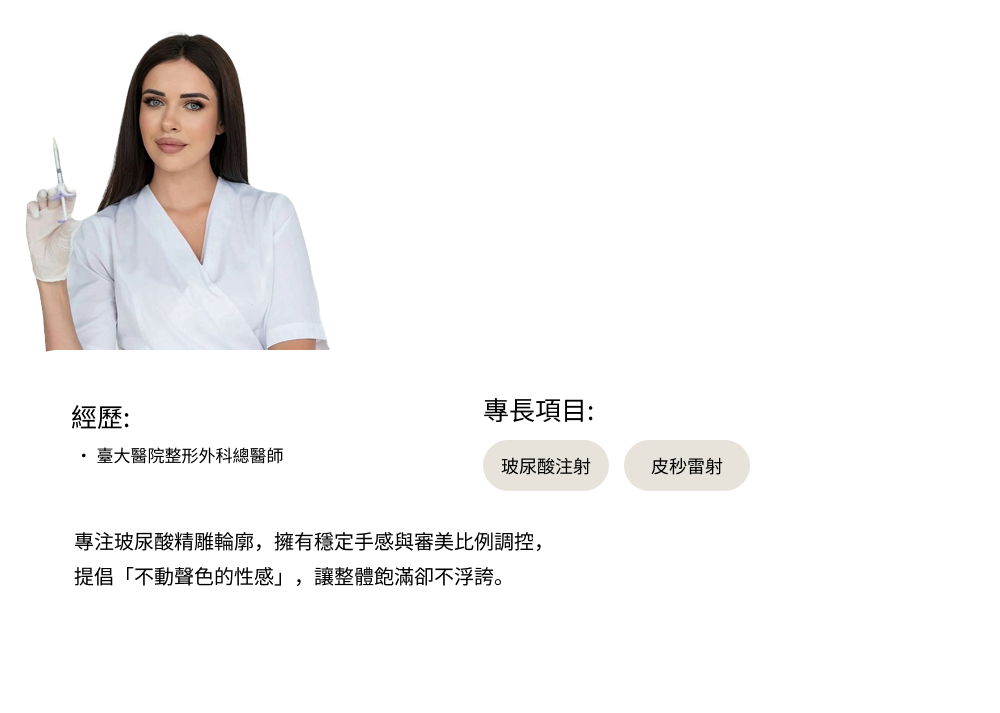 經歷:
・ 臺大醫院整形外科總醫師
專長項目:
玻尿酸注射
皮秒雷射
專注玻尿酸精雕輪廓，擁有穩定手感與審美比例調控，
提倡「不動聲色的性感」，讓整體飽滿卻不浮誇。